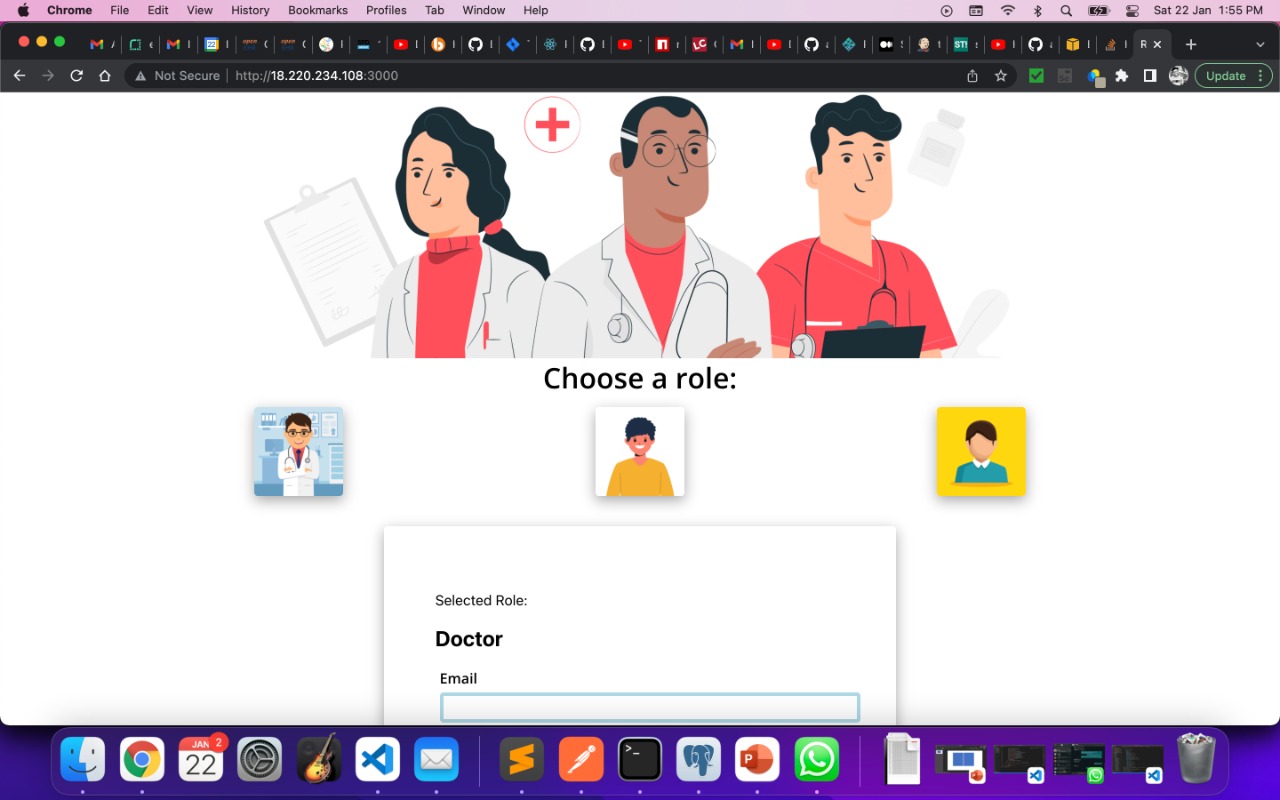 Chrome File Edit View History Bookmarks Profiles Tab Window Help Sat 22 Jan 1:55 PM
Not Secure http://18.220.234.108:3000 Update
Choose a role:
Selected Role:
Doctor
Email
JAN 2
22